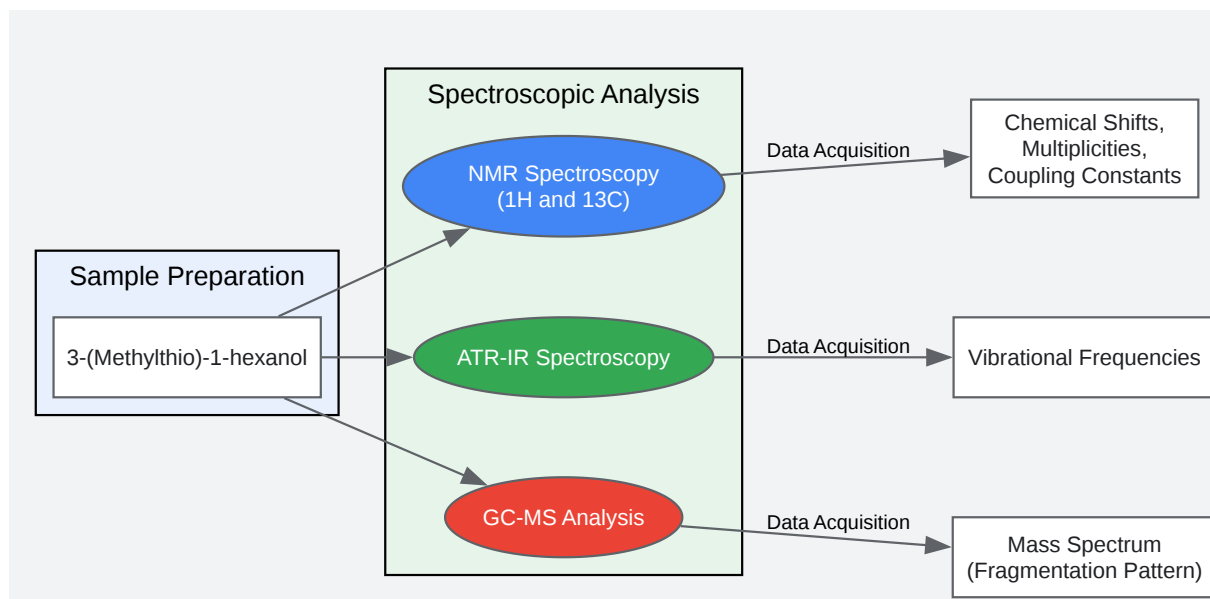 Spectroscopic Analysis
NMR Spectroscopy
(1H and 13C)
Data Acquisition
Chemical Shifts,
Multiplicities,
Coupling Constants
Sample Preparation
3-(Methylthio)-1-hexanol
ATR-IR Spectroscopy
Data Acquisition
Vibrational Frequencies
GC-MS Analysis
Data Acquisition
Mass Spectrum
(Fragmentation Pattern)